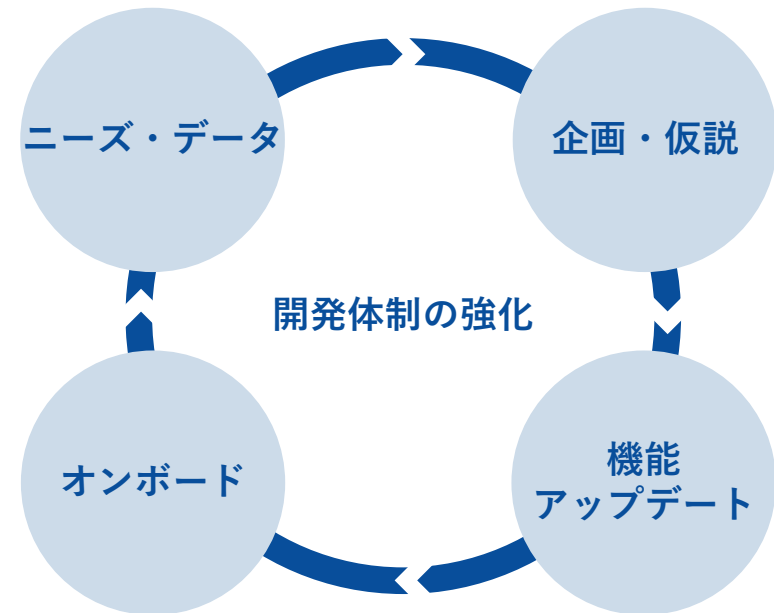 ニーズ・データ
企画・仮説
開発体制の強化
オンボード
機能
アップデート